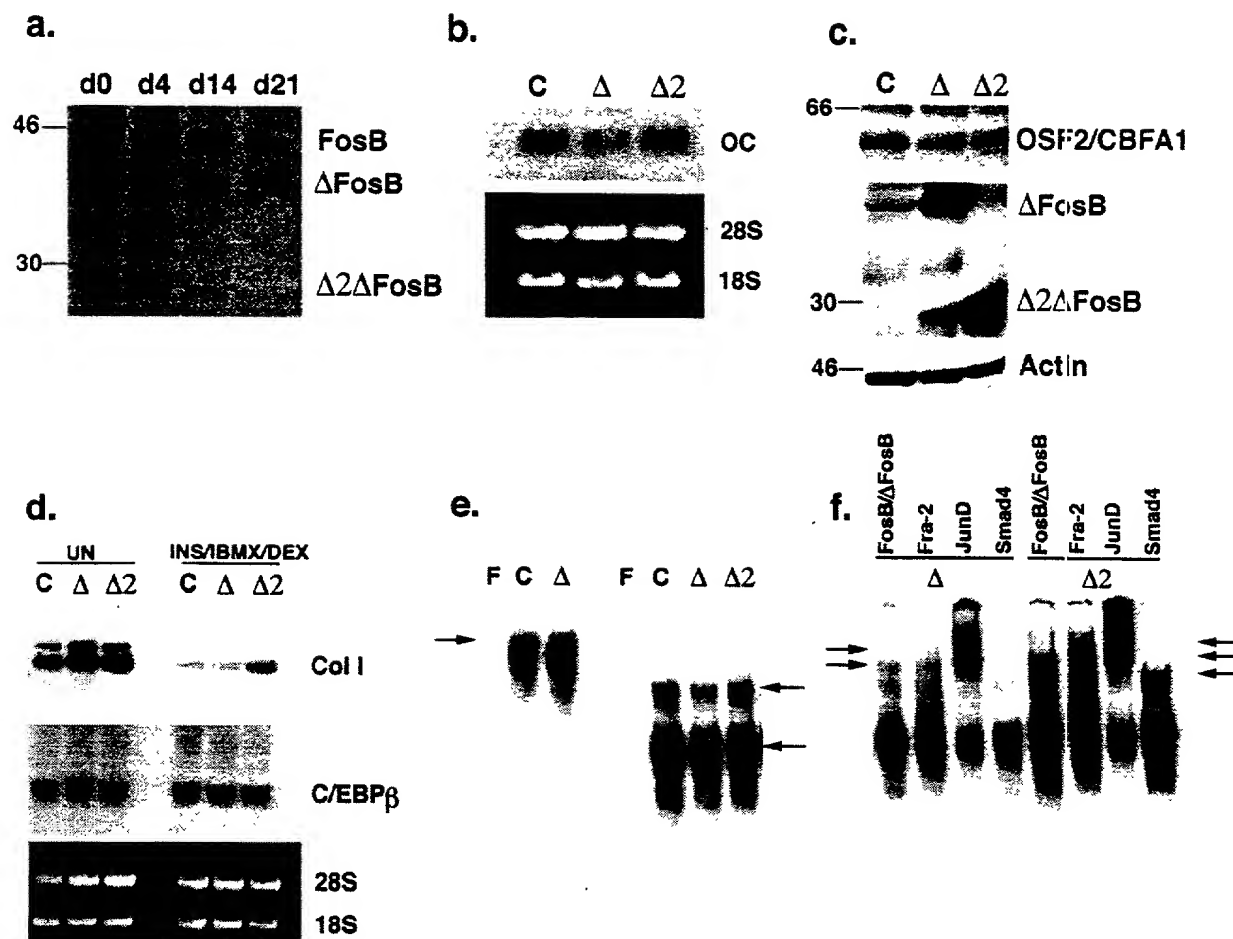 a.
d0 d4 d14 d21
46
FosB
ΔFosB
30
Δ2ΔFosB
b.
C Δ Δ2
OC
28S
18S
c.
C Δ Δ2
66
OSF2/CBFA1
ΔFosB
30
Δ2ΔFosB
46
Actin
d.
UN INS/IBMX/DEX
C Δ Δ2 C Δ Δ2
Col I
C/EBPβ
28S
18S
e.
F C Δ F C Δ Δ2
f.
FosB/ΔFosB Fra-2 JunD Smad4 FosB/ΔFosB Fra-2 JunD Smad4
Δ Δ2